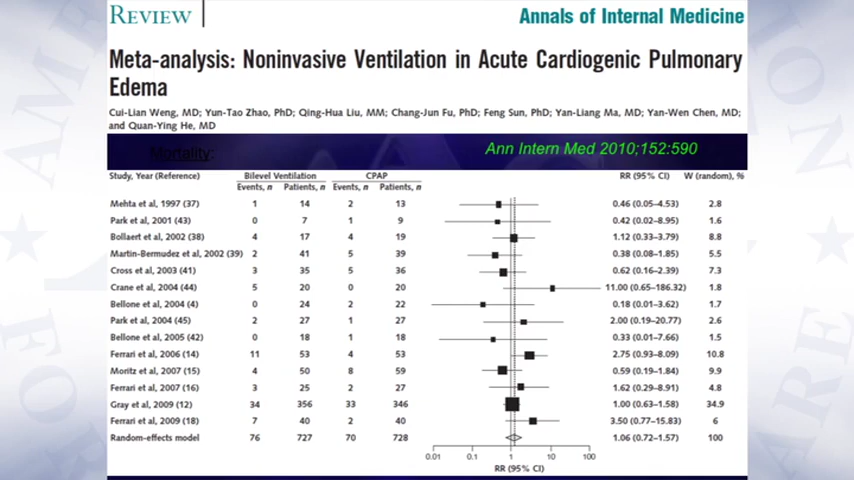 REVIEW
Annals of Internal Medicine
Meta-analysis: Noninvasive Ventilation in Acute Cardiogenic Pulmonary
Edema
Cui-Lian Weng, MD; Yun-Tao Zhao, PhD; Qing-Hua Liu, MM; Chang-Jun Fu, PhD; Feng Sun, PhD; Yan-Liang Ma, MD; Yan-Wen Chen, MD;
and Quan-Ying He, MD
Mortality:
Ann Intern Med 2010;152:590
Study, Year (Reference) Bilevel Ventilation CPAP RR (95% CI) W (random), %
Events, n Patients, n Events, n Patients, n
Mehta et al, 1997 (37) 1 14 2 13 0.46 (0.05–4.53) 2.8
Park et al, 2001 (43) 0 7 1 9 0.42 (0.02–8.95) 1.6
Bollaert et al, 2002 (38) 4 17 4 19 1.12 (0.33–3.79) 8.8
Martin-Bermudez et al, 2002 (39) 2 41 5 39 0.38 (0.08–1.85) 5.5
Cross et al, 2003 (41) 3 35 5 36 0.62 (0.16–2.39) 7.3
Crane et al, 2004 (44) 5 20 0 20 11.00 (0.65–186.32) 1.8
Bellone et al, 2004 (4) 0 24 2 22 0.18 (0.01–3.62) 1.7
Park et al, 2004 (45) 2 27 1 27 2.00 (0.19–20.77) 2.6
Bellone et al, 2005 (42) 0 18 1 18 0.33 (0.01–7.66) 1.5
Ferrari et al, 2006 (14) 11 53 4 53 2.75 (0.93–8.09) 10.8
Moritz et al, 2007 (15) 4 50 8 59 0.59 (0.19–1.84) 9.9
Ferrari et al, 2007 (16) 3 25 2 27 1.62 (0.29–8.91) 4.8
Gray et al, 2009 (12) 34 356 33 346 1.00 (0.63–1.58) 34.9
Ferrari et al, 2009 (18) 7 40 2 40 3.50 (0.77–15.83) 6
Random-effects model 76 727 70 728 1.06 (0.72–1.57) 100
0.01 0.1 0.1 1 10 100
RR (95% CI)